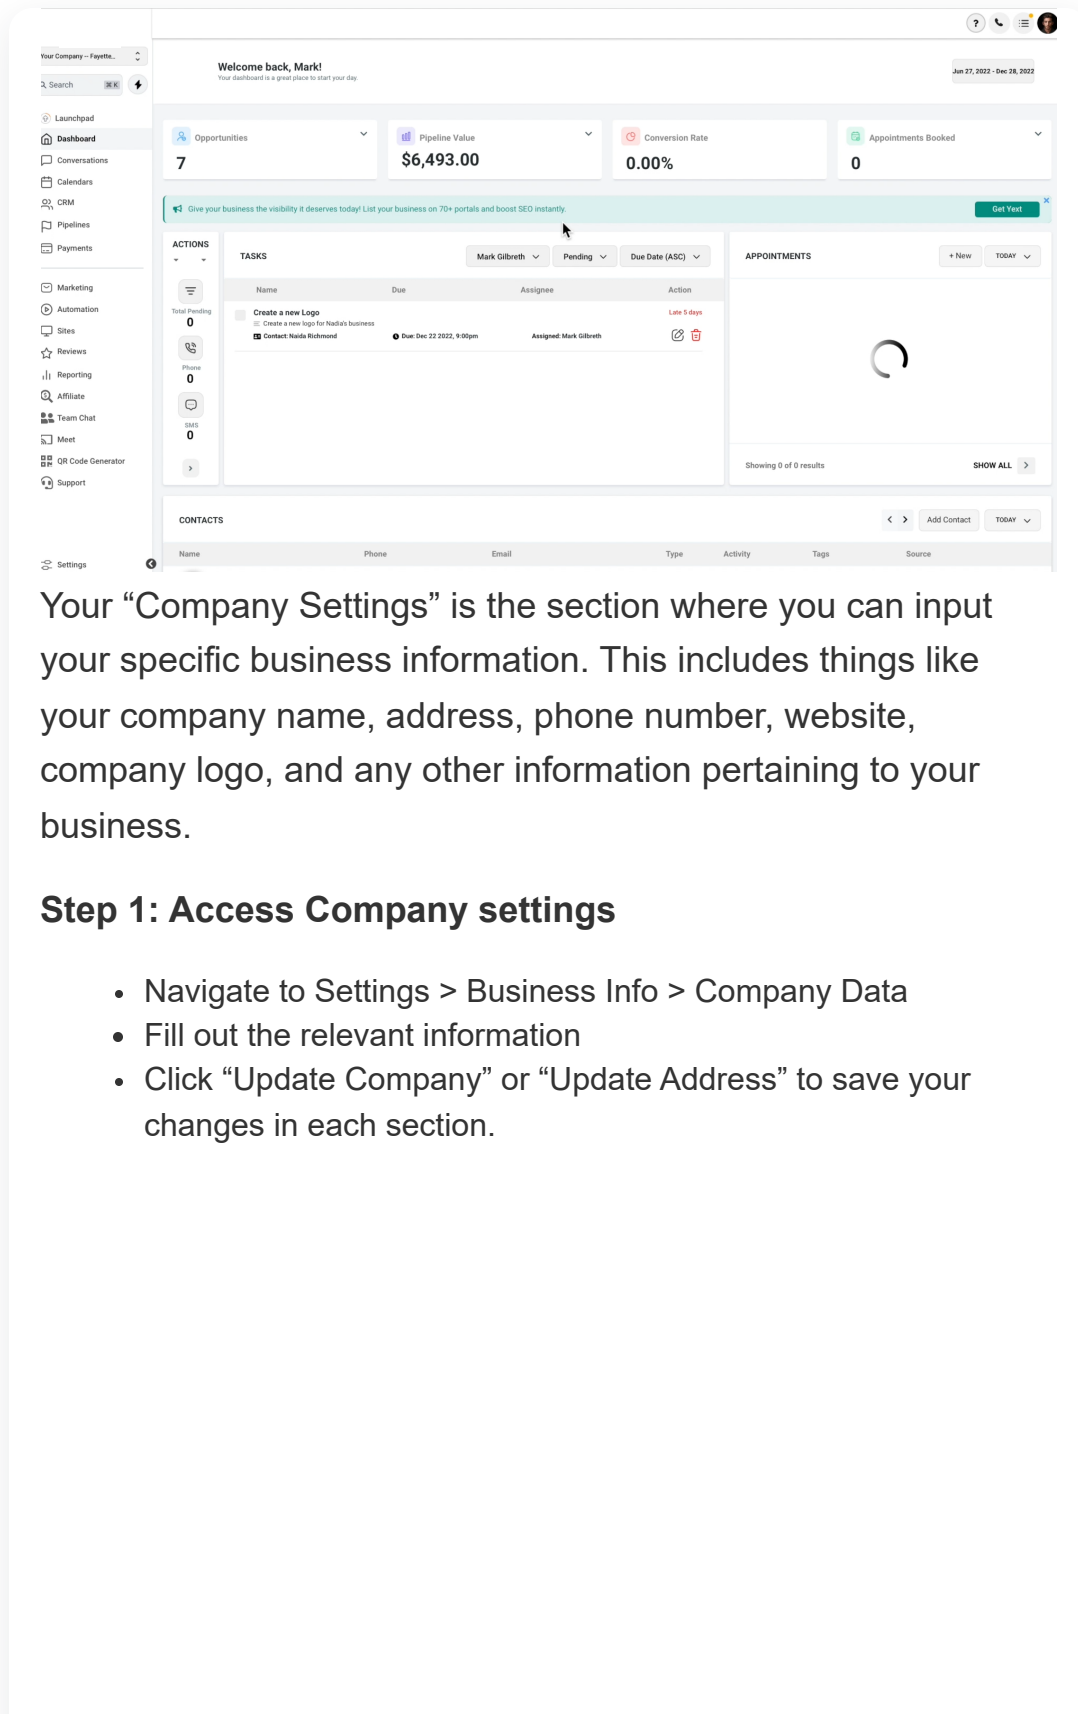 Your Company -- Fayette...
Search ⌘ K
Launchpad
Dashboard
Conversations
Calendars
CRM
Pipelines
Payments
Marketing
Automation
Sites
Reviews
Reporting
Affiliate
Team Chat
Meet
QR Code Generator
Support
Settings
Welcome back, Mark!
Your dashboard is a great place to start your day.
Jun 27, 2022 - Dec 28, 2022
Opportunities
7
Pipeline Value
$6,493.00
Conversion Rate
0.00%
Appointments Booked
0
Give your business the visibility it deserves today! List your business on 70+ portals and boost SEO instantly.
Get Yext
ACTIONS
Total Pending
0
Phone
0
SMS
0
TASKS
Mark Gilbreth
Pending
Due Date (ASC)
Name Due Assignee Action
Create a new Logo
Late 5 days
Create a new logo for Nadia's business
Contact: Naida Richmond Due: Dec 22 2022, 9:00pm Assigned: Mark Gilbreth
APPOINTMENTS
+ New
TODAY
Showing 0 of 0 results
SHOW ALL
CONTACTS
Add Contact
TODAY
Name Phone Email Type Activity Tags Source
Your “Company Settings” is the section where you can input
your specific business information. This includes things like
your company name, address, phone number, website,
company logo, and any other information pertaining to your
business.
Step 1: Access Company settings
• Navigate to Settings > Business Info > Company Data
• Fill out the relevant information
• Click “Update Company” or “Update Address” to save your
changes in each section.